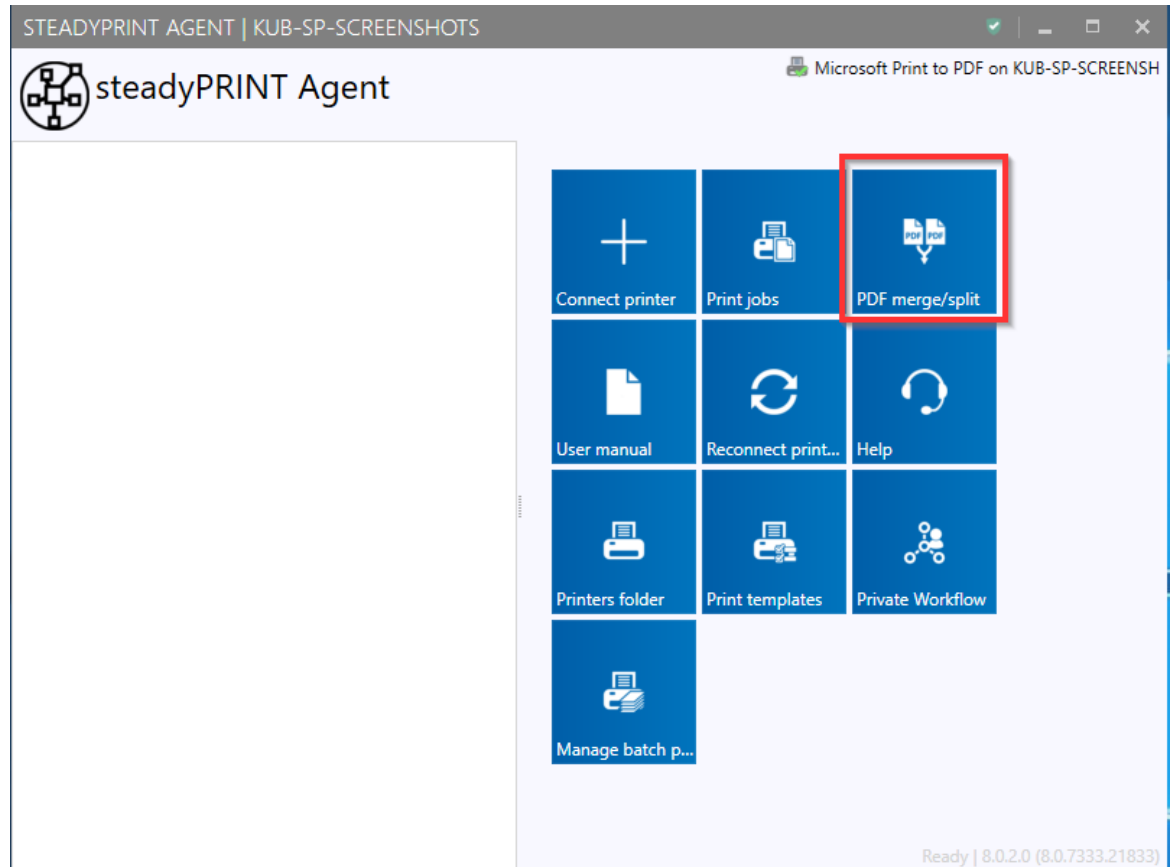 STEADYPRINT AGENT | KUB-SP-SCREENSHOTS
steadyPRINT Agent
Microsoft Print to PDF on KUB-SP-SCREENSH
PDF PDF
Connect printer
Print jobs
PDF merge/split
User manual
Reconnect print...
Help
Printers folder
Print templates
Private Workflow
Manage batch p...
Ready | 8.0.2.0 (8.0.7333.21833)